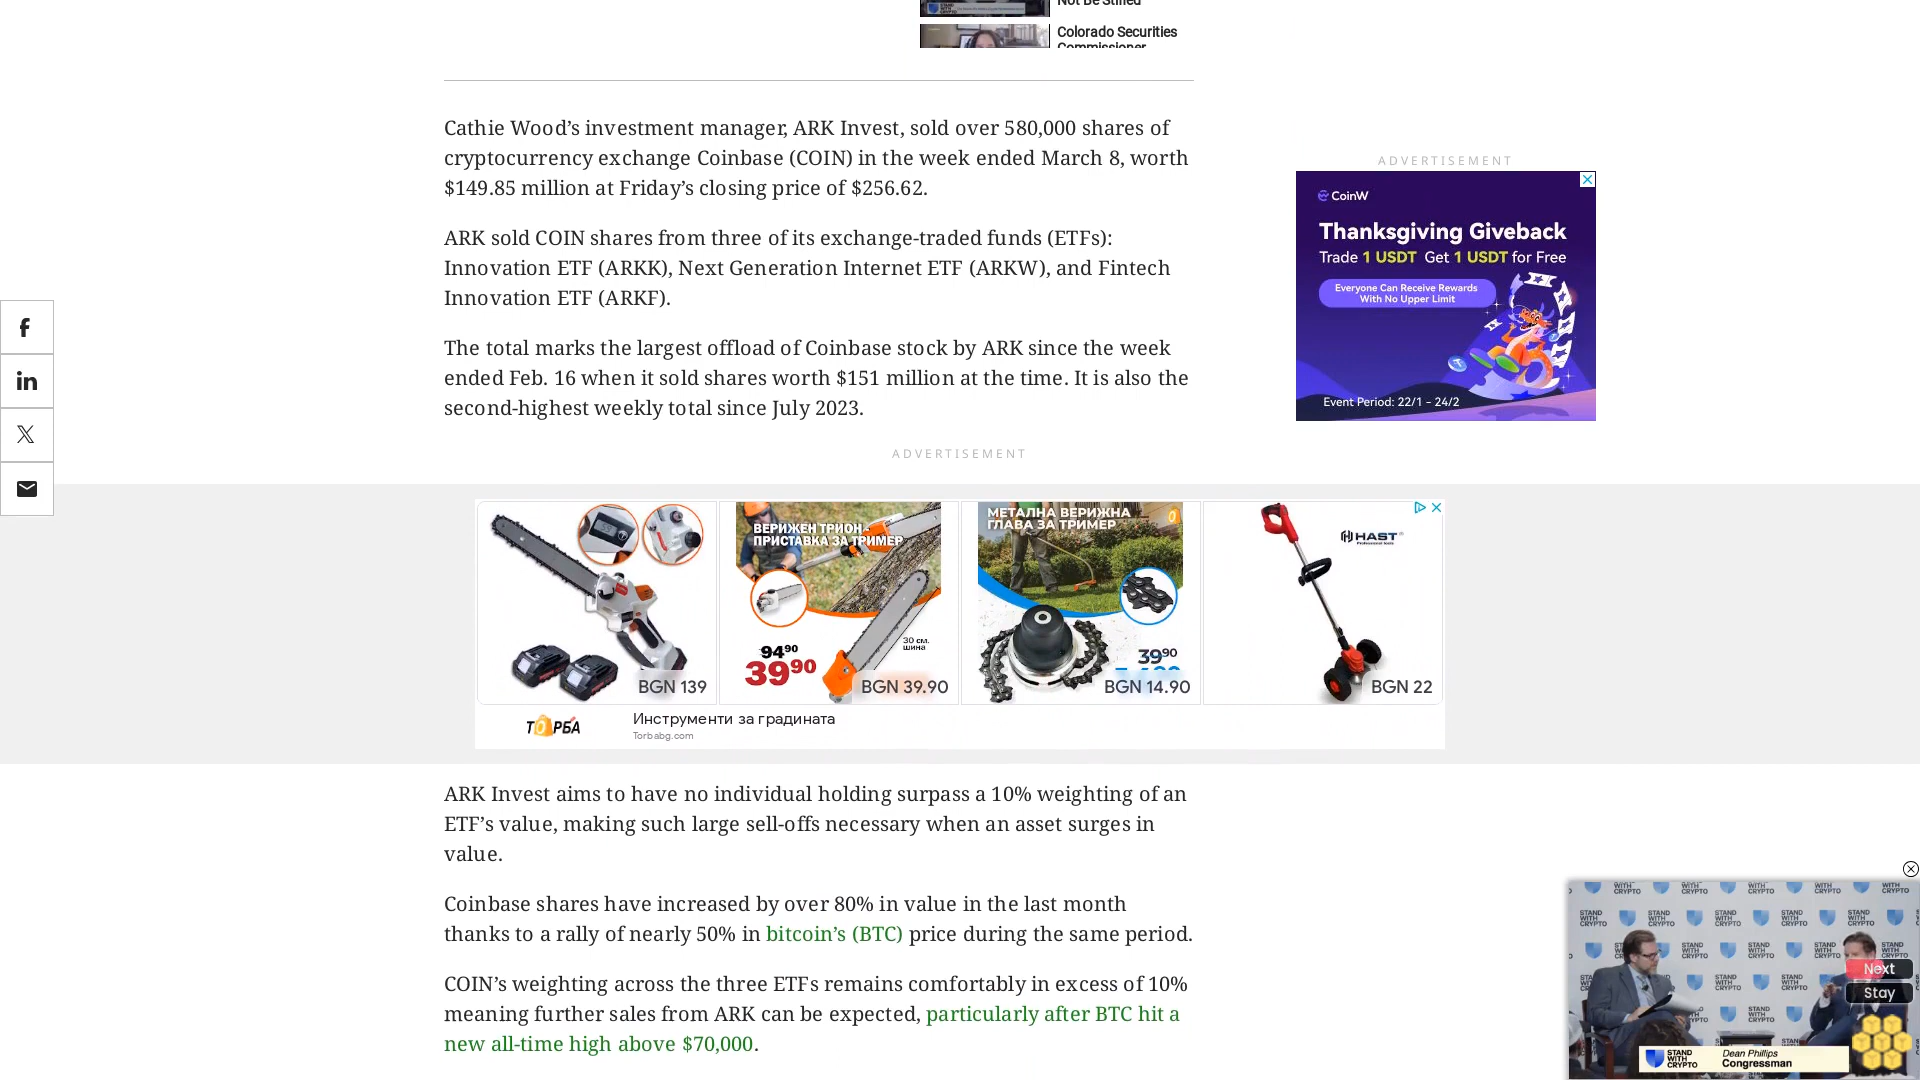 Not Be Stifled
Colorado Securities
Commissioner
Cathie Wood’s investment manager, ARK Invest, sold over 580,000 shares of
cryptocurrency exchange Coinbase (COIN) in the week ended March 8, worth
$149.85 million at Friday’s closing price of $256.62.
ARK sold COIN shares from three of its exchange-traded funds (ETFs):
Innovation ETF (ARKK), Next Generation Internet ETF (ARKW), and Fintech
Innovation ETF (ARKF).
The total marks the largest offload of Coinbase stock by ARK since the week
ended Feb. 16 when it sold shares worth $151 million at the time. It is also the
second-highest weekly total since July 2023.
ADVERTISEMENT
CoinW
Thanksgiving Giveback
Trade 1 USDT Get 1 USDT for Free
Everyone Can Receive Rewards
With No Upper Limit
Event Period: 22/1 - 24/2
ADVERTISEMENT
BGN 139
ВЕРИЖЕН ТРИОН-
ПРИСТАВКА ЗА ТРИМЕР
30 см.
шина
94⁹⁰
39⁹⁰
BGN 39.90
МЕТАЛНА ВЕРИЖНА
ГЛАВА ЗА ТРИМЕР
39⁹⁰
BGN 14.90
HAST
BGN 22
ТОРБА
Инструменти за градината
Torbabg.com
ARK Invest aims to have no individual holding surpass a 10% weighting of an
ETF’s value, making such large sell-offs necessary when an asset surges in
value.
Coinbase shares have increased by over 80% in value in the last month
thanks to a rally of nearly 50% in bitcoin’s (BTC) price during the same period.
COIN’s weighting across the three ETFs remains comfortably in excess of 10%
meaning further sales from ARK can be expected, particularly after BTC hit a
new all-time high above $70,000.
STAND WITH CRYPTO
Next
Stay
STAND
WITH
CRYPTO
Dean Phillips
Congressman